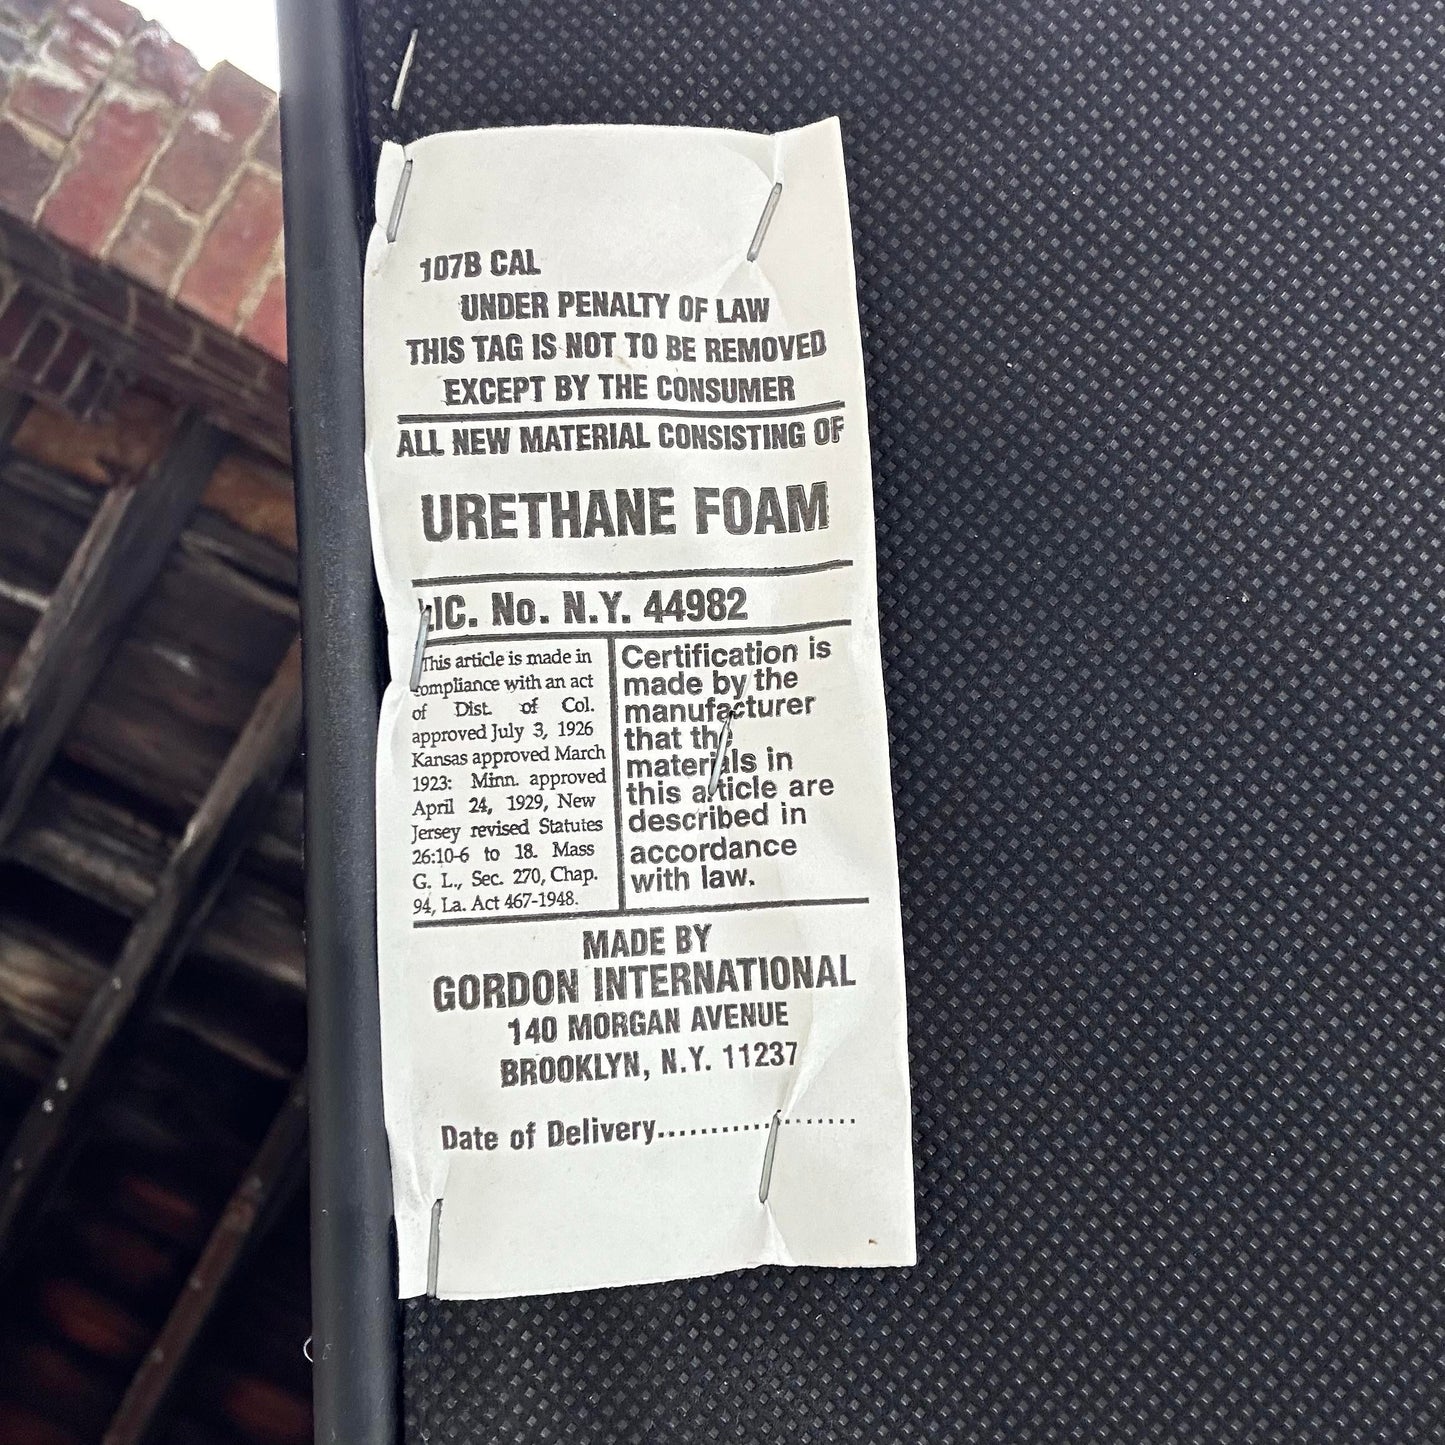 107B CAL
UNDER PENALTY OF LAW
THIS TAG IS NOT TO BE REMOVED
EXCEPT BY THE CONSUMER
ALL NEW MATERIAL CONSISTING OF
URETHANE FOAM
LIC. No. N.Y. 44982
This article is made in
compliance with an act
of Dist. of Col.
approved July 3, 1926
Kansas approved March
1923: Minn. approved
April 24, 1929, New
Jersey revised Statutes
26:10-6 to 18. Mass
G. L., Sec. 270, Chap.
94, La. Act 467-1948.
Certification is
made by the
manufacturer
that the
materials in
this article are
described in
accordance
with law.
MADE BY
GORDON INTERNATIONAL
140 MORGAN AVENUE
BROOKLYN, N.Y. 11237
Date of Delivery..................